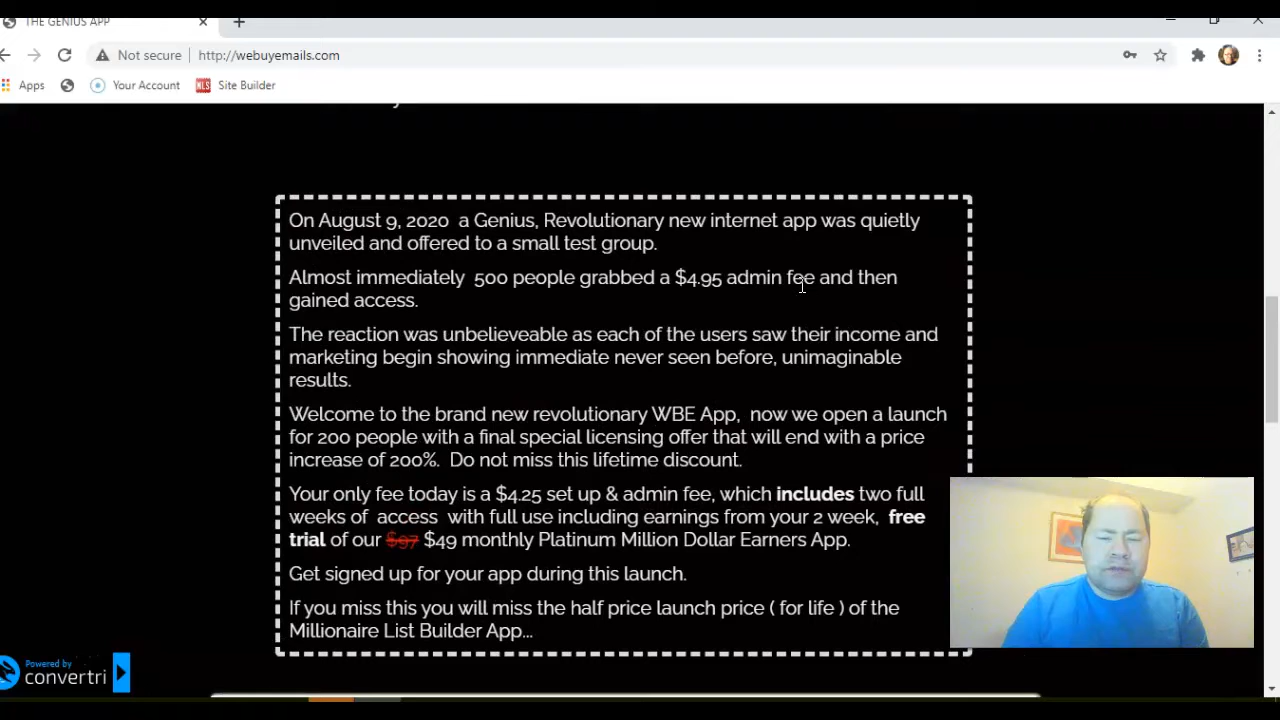 THE GENIUS APP
Not secure
http://webuyemails.com
Apps
Your Account
MLS
Site Builder
On August 9, 2020 a Genius, Revolutionary new internet app was quietly
unveiled and offered to a small test group.
Almost immediately 500 people grabbed a $4.95 admin fee and then
gained access.
The reaction was unbelieveable as each of the users saw their income and
marketing begin showing immediate never seen before, unimaginable
results.
Welcome to the brand new revolutionary WBE App, now we open a launch
for 200 people with a final special licensing offer that will end with a price
increase of 200%. Do not miss this lifetime discount.
Your only fee today is a $4.25 set up & admin fee, which includes two full
weeks of access with full use including earnings from your 2 week, free
trial of our $97 $49 monthly Platinum Million Dollar Earners App.
Get signed up for your app during this launch.
If you miss this you will miss the half price launch price ( for life ) of the
Millionaire List Builder App...
Powered by
convertri